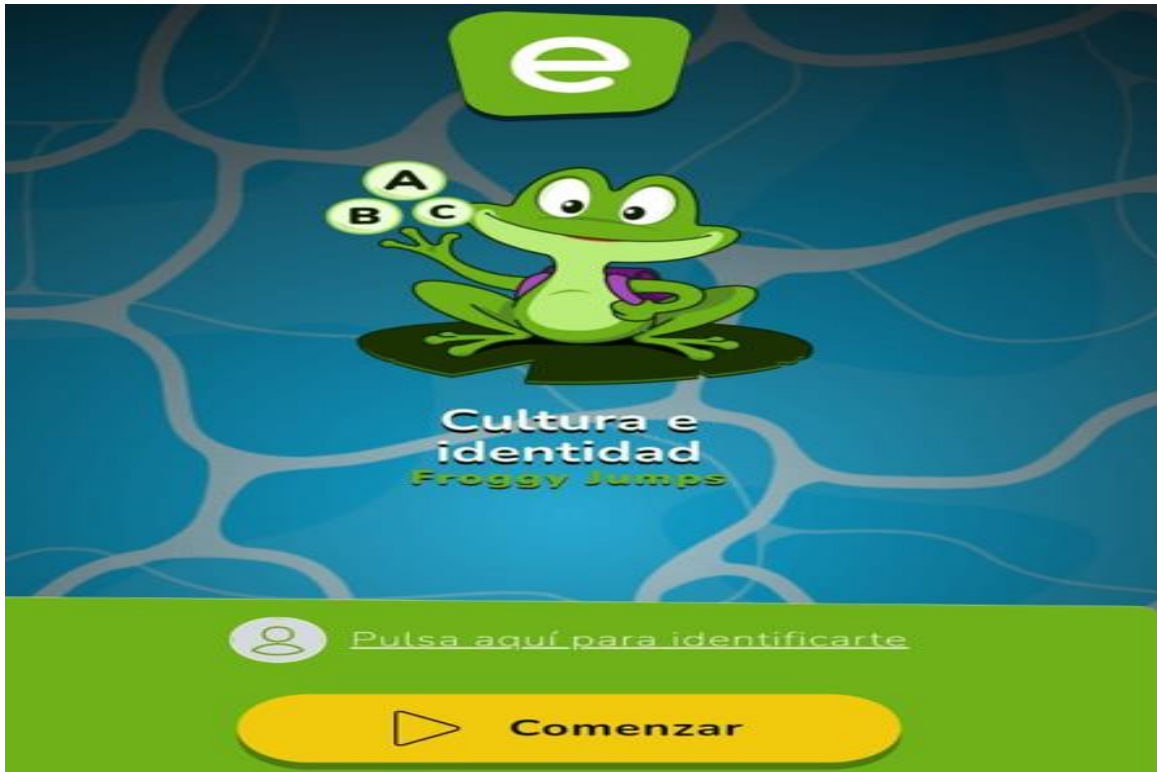 e
A
B C
Cultura e
identidad
Froggy Jumps
Pulsa aquí para identificarte
Comenzar